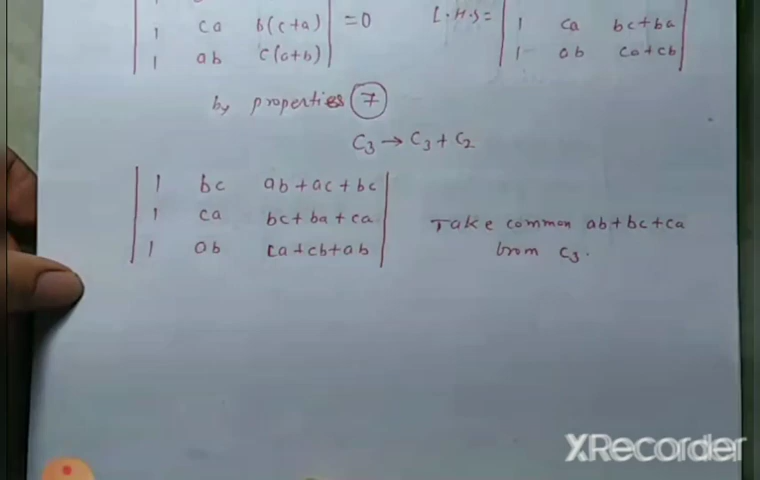 1 ca b(c+a) =0 L.H.S= 1 ca bc+ba
1 ab c(a+b) 1 ab ca+cb
by properties 7
C₃ → C₃ + C₂
1 bc ab+ac+bc
1 ca bc+ba+ca Take common ab+bc+ca
1 ab ca+cb+ab from C₃.
XRecorder